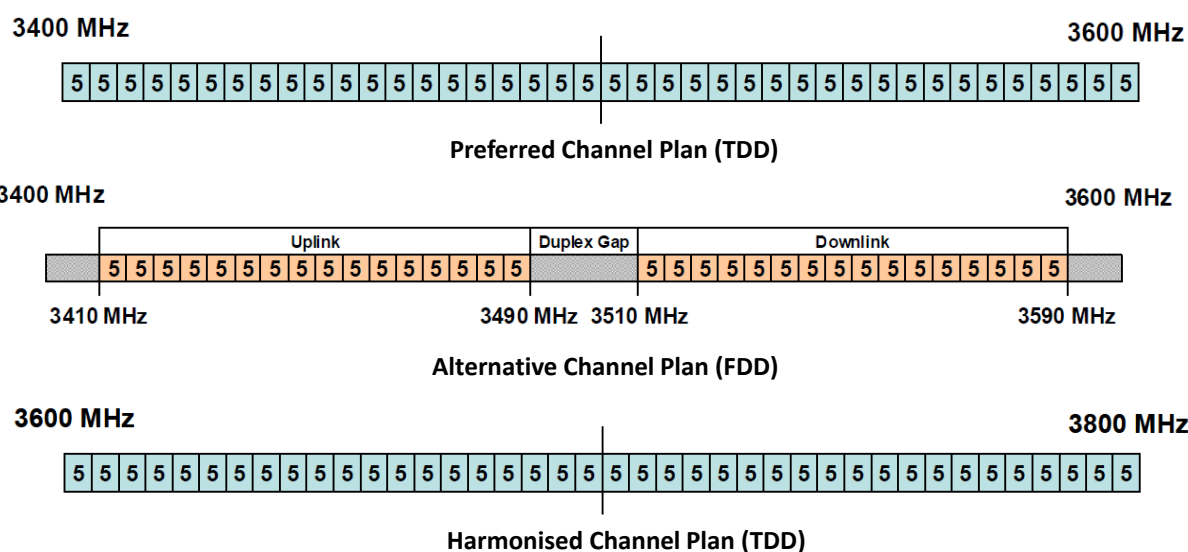 3400 MHz 3600 MHz
5 5 5 5 5 5 5 5 5 5 5 5 5 5 5 5 5 5 5 5 5 5 5 5 5 5 5 5 5 5 5 5 5 5 5 5 5 5 5 5
Preferred Channel Plan (TDD)
3400 MHz 3600 MHz
Uplink Duplex Gap Downlink
5 5 5 5 5 5 5 5 5 5 5 5 5 5 5 5 5 5 5 5 5 5 5 5 5 5 5 5 5 5 5 5
3410 MHz 3490 MHz 3510 MHz 3590 MHz
Alternative Channel Plan (FDD)
3600 MHz 3800 MHz
5 5 5 5 5 5 5 5 5 5 5 5 5 5 5 5 5 5 5 5 5 5 5 5 5 5 5 5 5 5 5 5 5 5 5 5 5 5 5 5
Harmonised Channel Plan (TDD)